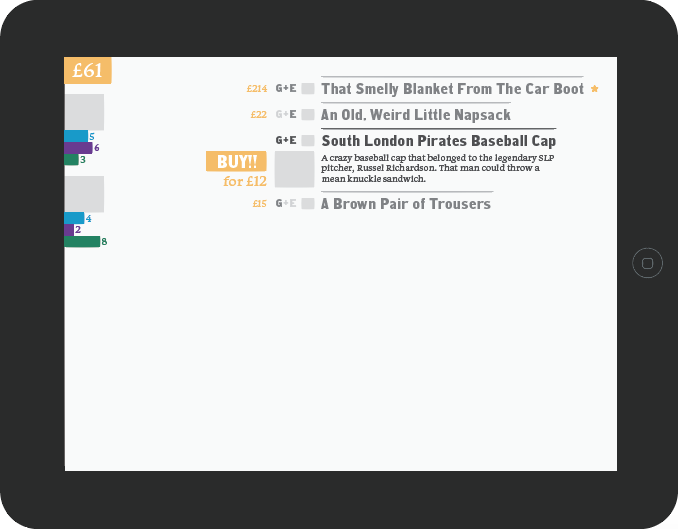 £61
5
6
3
4
2
8
£214 G+E That Smelly Blanket From The Car Boot
£22 G+E An Old, Weird Little Napsack
G+E South London Pirates Baseball Cap
BUY!!
for £12
A crazy baseball cap that belonged to the legendary SLP
pitcher, Russel Richardson. That man could throw a
mean knuckle sandwich.
£15 G+E A Brown Pair of Trousers